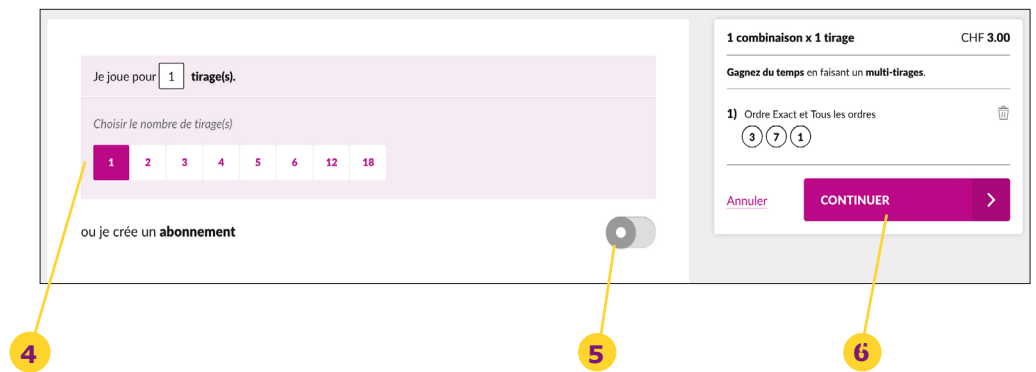 Je joue pour 1 tirage(s).
Choisir le nombre de tirage(s)
1 2 3 4 5 6 12 18
ou je crée un abonnement
1 combinaison x 1 tirage CHF 3.00
Gagnez du temps en faisant un multi-tirages.
1) Ordre Exact et Tous les ordres
3 7 1
Annuler CONTINUER
4 5 6